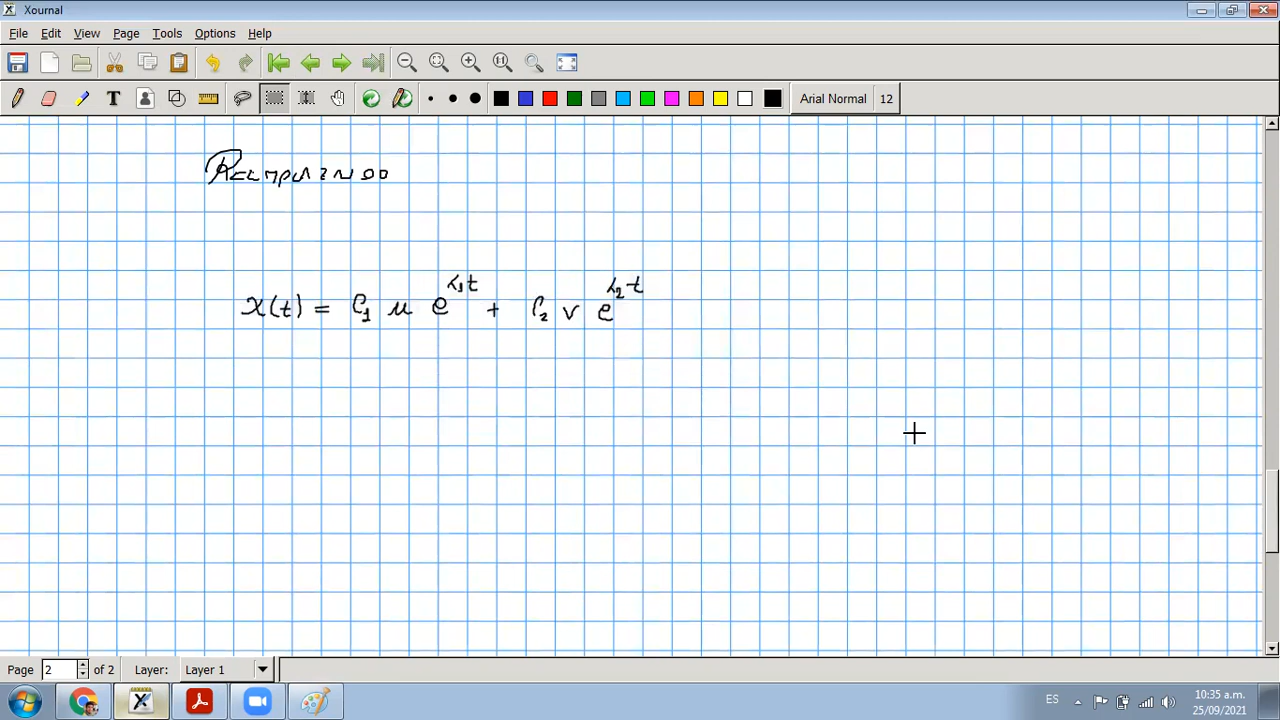 Xournal
File Edit View Page Tools Options Help
Arial Normal 12
x(t) = C₁ u e^{λ₁t} + C₂ v e^{λ₂t}
Page 2 of 2 Layer: Layer 1
ES 10:35 a.m.
25/09/2021